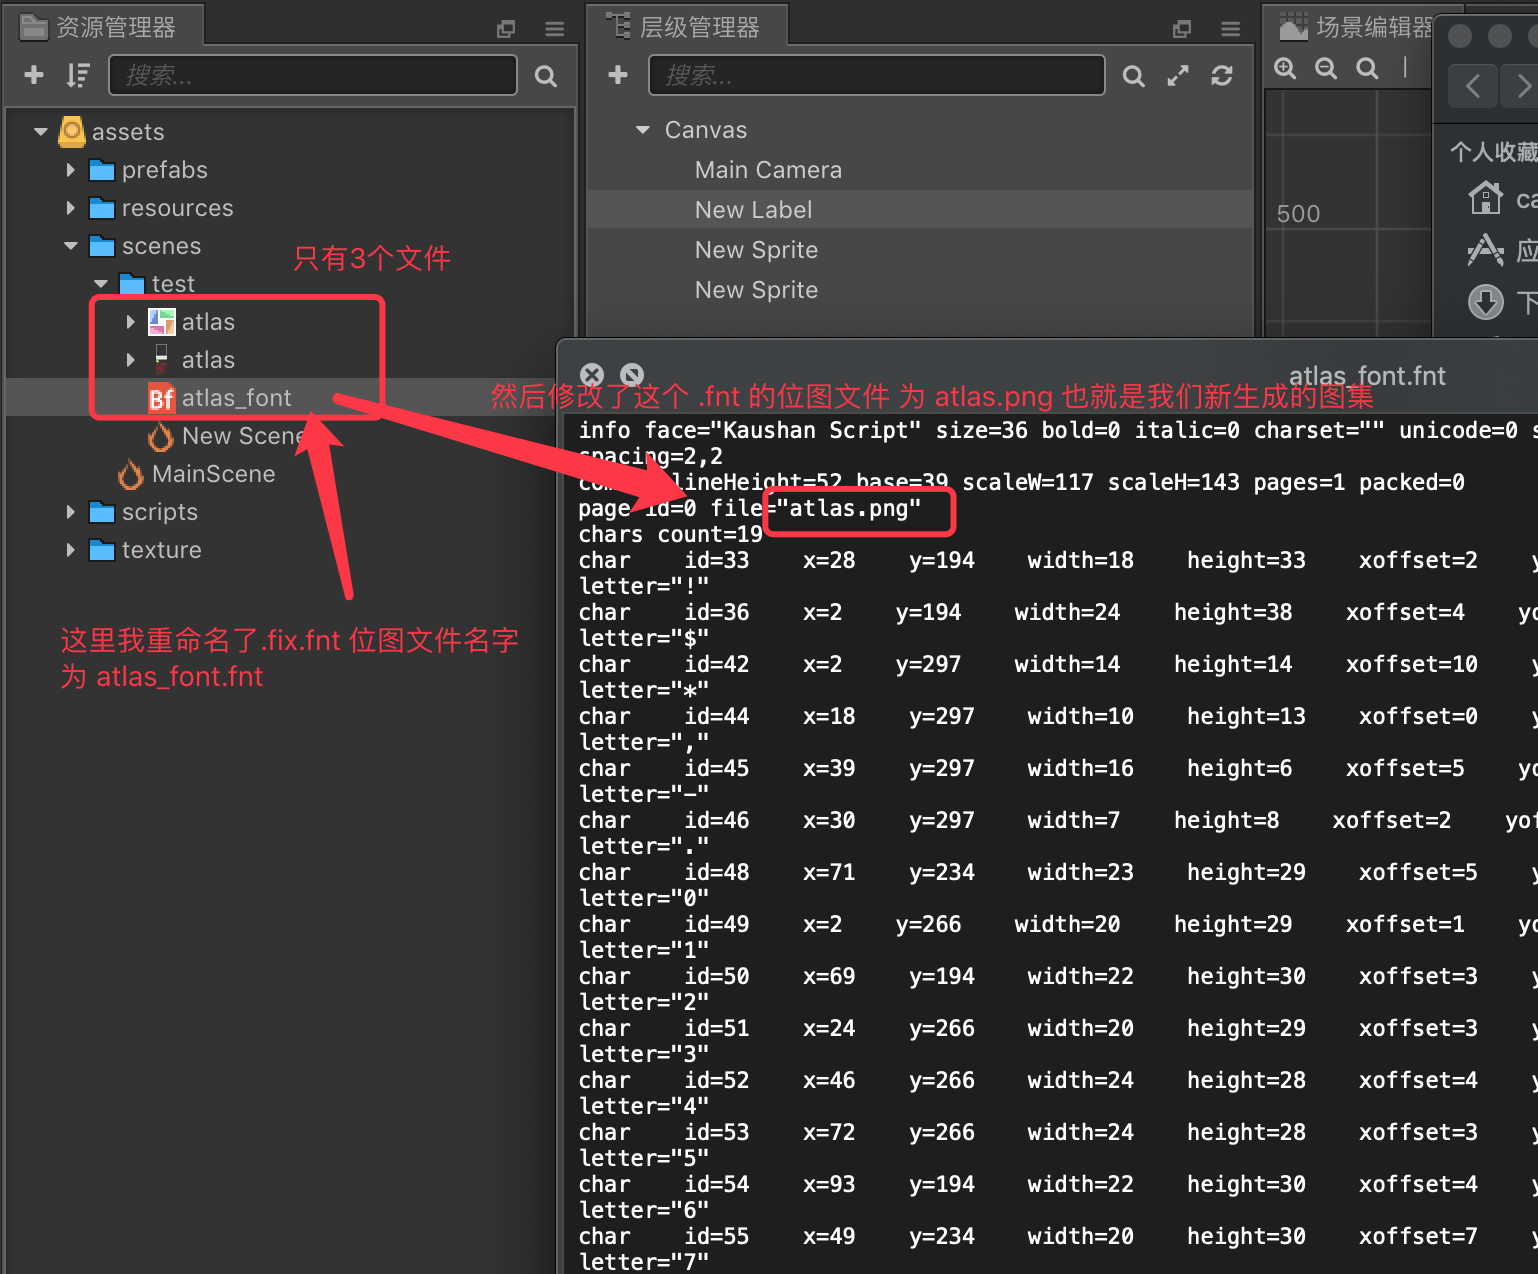 资源管理器
搜索...
assets
prefabs
resources
scenes
test
atlas
atlas
Bf atlas_font
New Scene
MainScene
scripts
texture
只有3个文件
这里我重命名了.fix.fnt 位图文件名字
为 atlas_font.fnt
层级管理器
搜索...
Canvas
Main Camera
New Label
New Sprite
New Sprite
场景编辑器
500
个人收藏
atlas_font.fnt
然后修改了这个 .fnt 的位图文件 为 atlas.png 也就是我们新生成的图集
info face="Kaushan Script" size=36 bold=0 italic=0 charset="" unicode=0
spacing=2,2
lineHeight=52 base=39 scaleW=117 scaleH=143 pages=1 packed=0
page id=0 file="atlas.png"
chars count=19
char id=33 x=28 y=194 width=18 height=33 xoffset=2
letter="!"
char id=36 x=2 y=194 width=24 height=38 xoffset=4
letter="$"
char id=42 x=2 y=297 width=14 height=14 xoffset=10
letter="*"
char id=44 x=18 y=297 width=10 height=13 xoffset=0
letter=","
char id=45 x=39 y=297 width=16 height=6 xoffset=5
letter="-"
char id=46 x=30 y=297 width=7 height=8 xoffset=2
letter="."
char id=48 x=71 y=234 width=23 height=29 xoffset=5
letter="0"
char id=49 x=2 y=266 width=20 height=29 xoffset=1
letter="1"
char id=50 x=69 y=194 width=22 height=30 xoffset=3
letter="2"
char id=51 x=24 y=266 width=20 height=29 xoffset=3
letter="3"
char id=52 x=46 y=266 width=24 height=28 xoffset=4
letter="4"
char id=53 x=72 y=266 width=24 height=28 xoffset=3
letter="5"
char id=54 x=93 y=194 width=22 height=30 xoffset=4
letter="6"
char id=55 x=49 y=234 width=20 height=30 xoffset=7
letter="7"